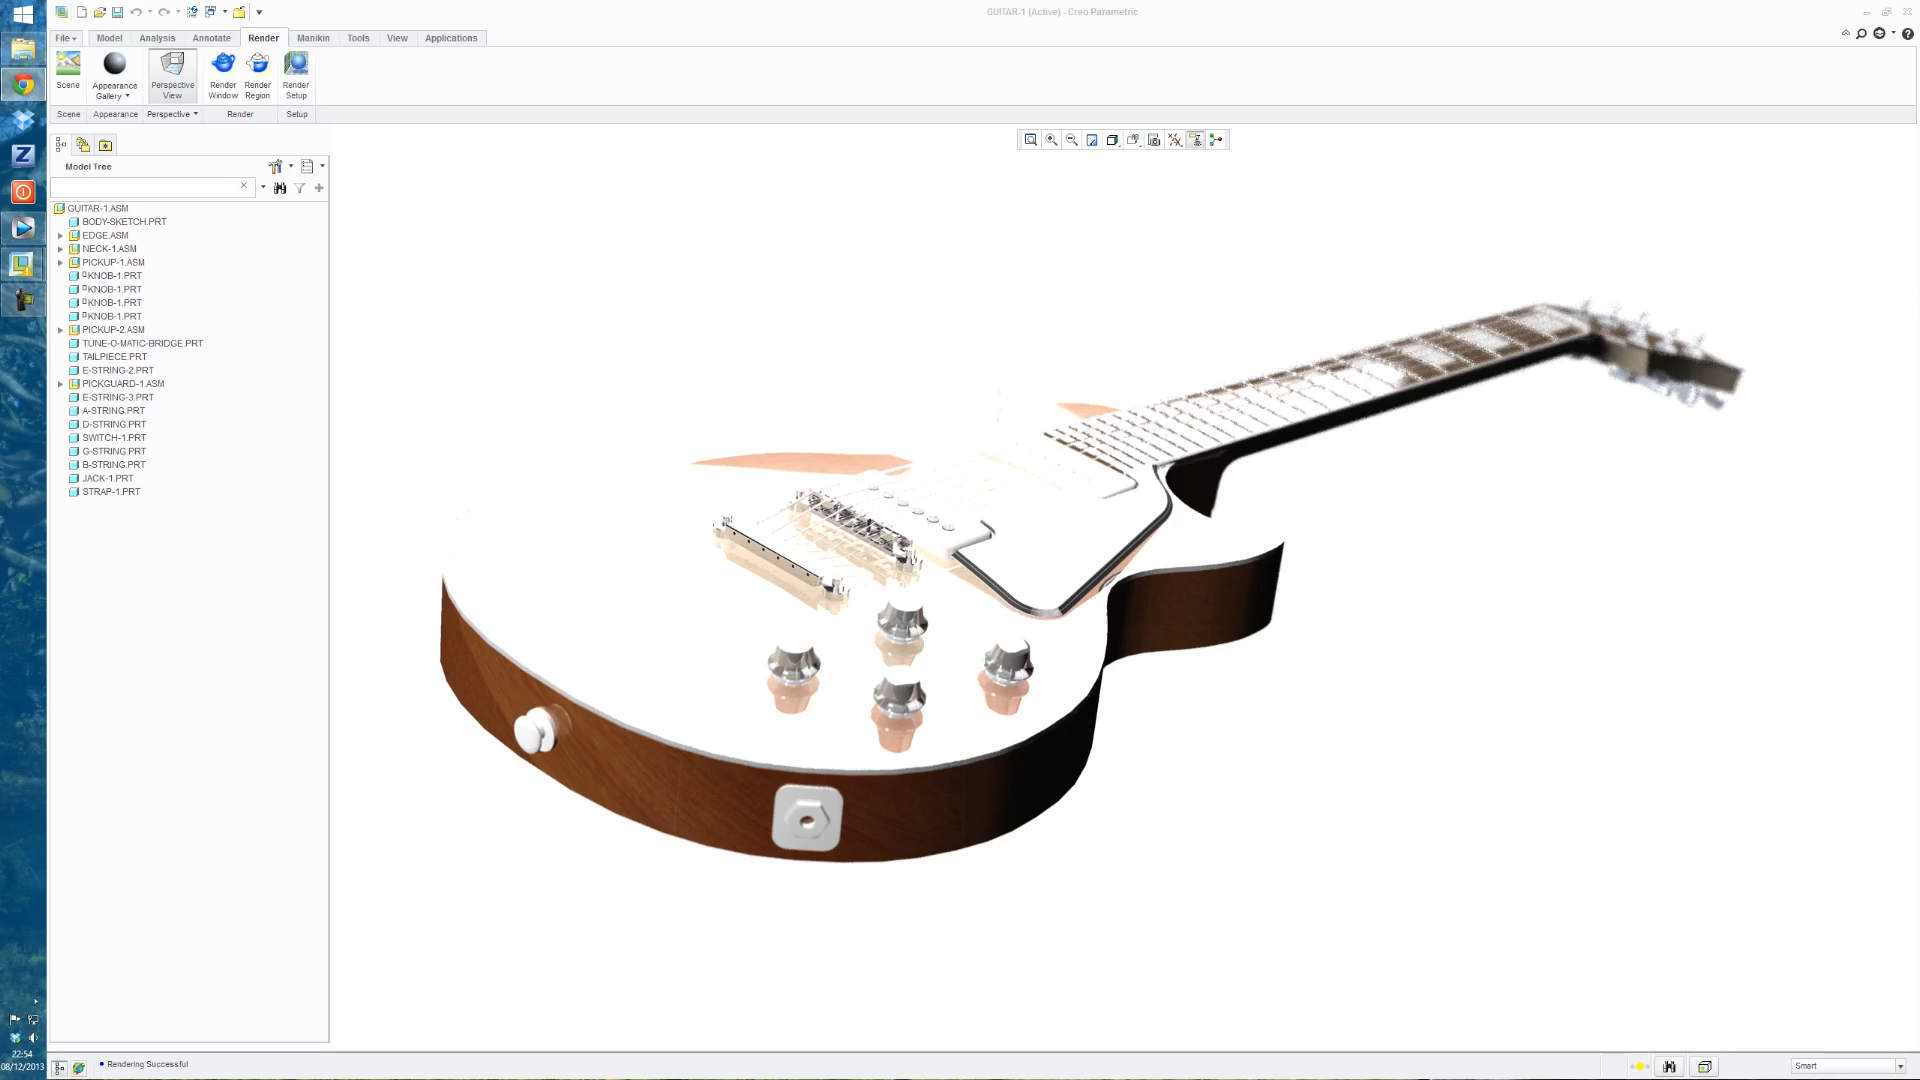 GUITAR-1 (Active) - Creo Parametric
File Model Analysis Annotate Render Manikin Tools View Applications
Scene Appearance Gallery Perspective View Render Window Render Region Render Setup
Scene Appearance Perspective Render Setup
Model Tree
GUITAR-1.ASM
BODY-SKETCH.PRT
EDGE.ASM
NECK-1.ASM
PICKUP-1.ASM
KNOB-1.PRT
KNOB-1.PRT
KNOB-1.PRT
KNOB-1.PRT
PICKUP-2.ASM
TUNE-O-MATIC-BRIDGE.PRT
TAILPIECE.PRT
E-STRING-2.PRT
PICKGUARD-1.ASM
E-STRING-3.PRT
A-STRING.PRT
D-STRING.PRT
SWITCH-1.PRT
G-STRING.PRT
B-STRING.PRT
JACK-1.PRT
STRAP-1.PRT
22:54
08/12/2013
Rendering Successful
Smart